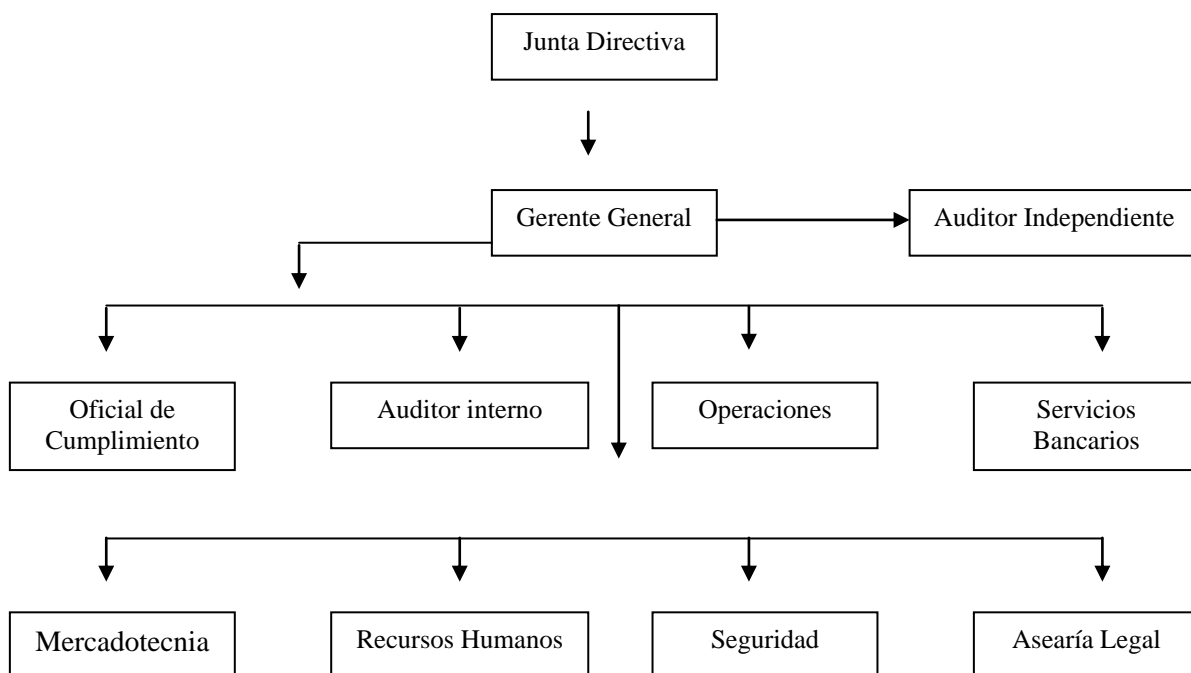 Junta Directiva
Gerente General
Auditor Independiente
Oficial de
Cumplimiento
Auditor interno
Operaciones
Servicios
Bancarios
Mercadotecnia
Recursos Humanos
Seguridad
Asearía Legal